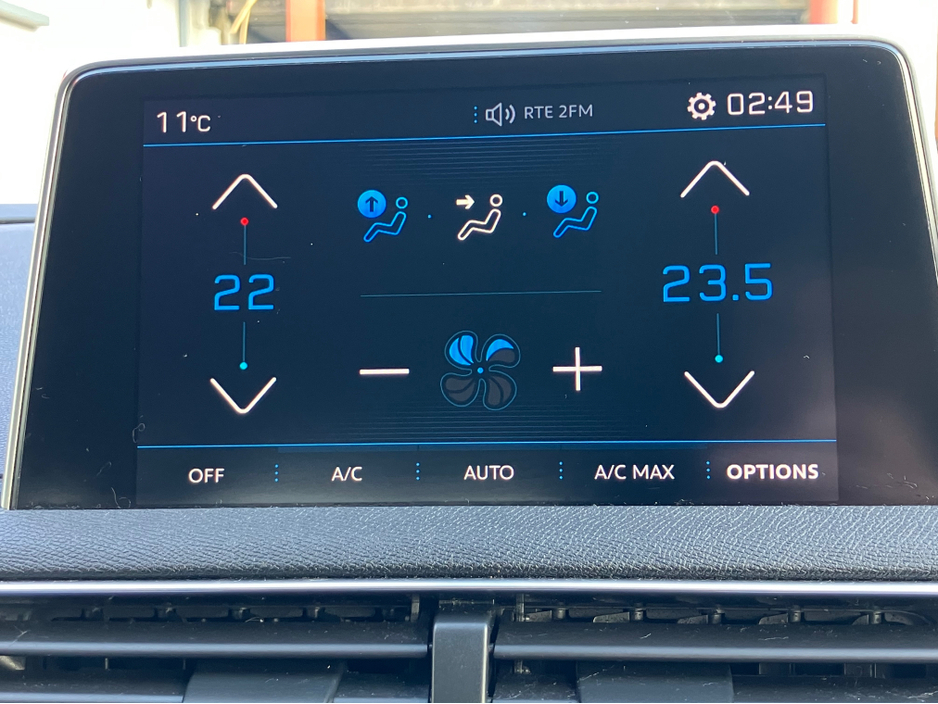 11°C
RTE 2FM
02:49
22
23.5
OFF
A/C
AUTO
A/C MAX
OPTIONS